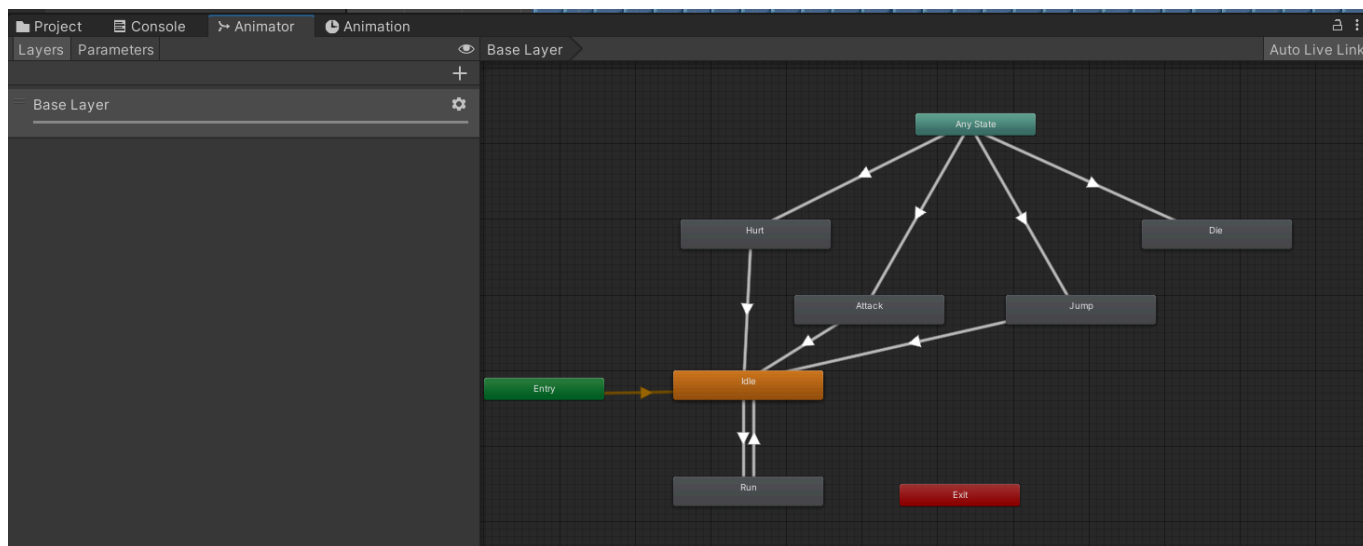 Project Console Animator Animation
Layers Parameters Base Layer Auto Live Link
Base Layer
Any State
Hurt Die
Attack Jump
Idle
Entry
Run
Exit